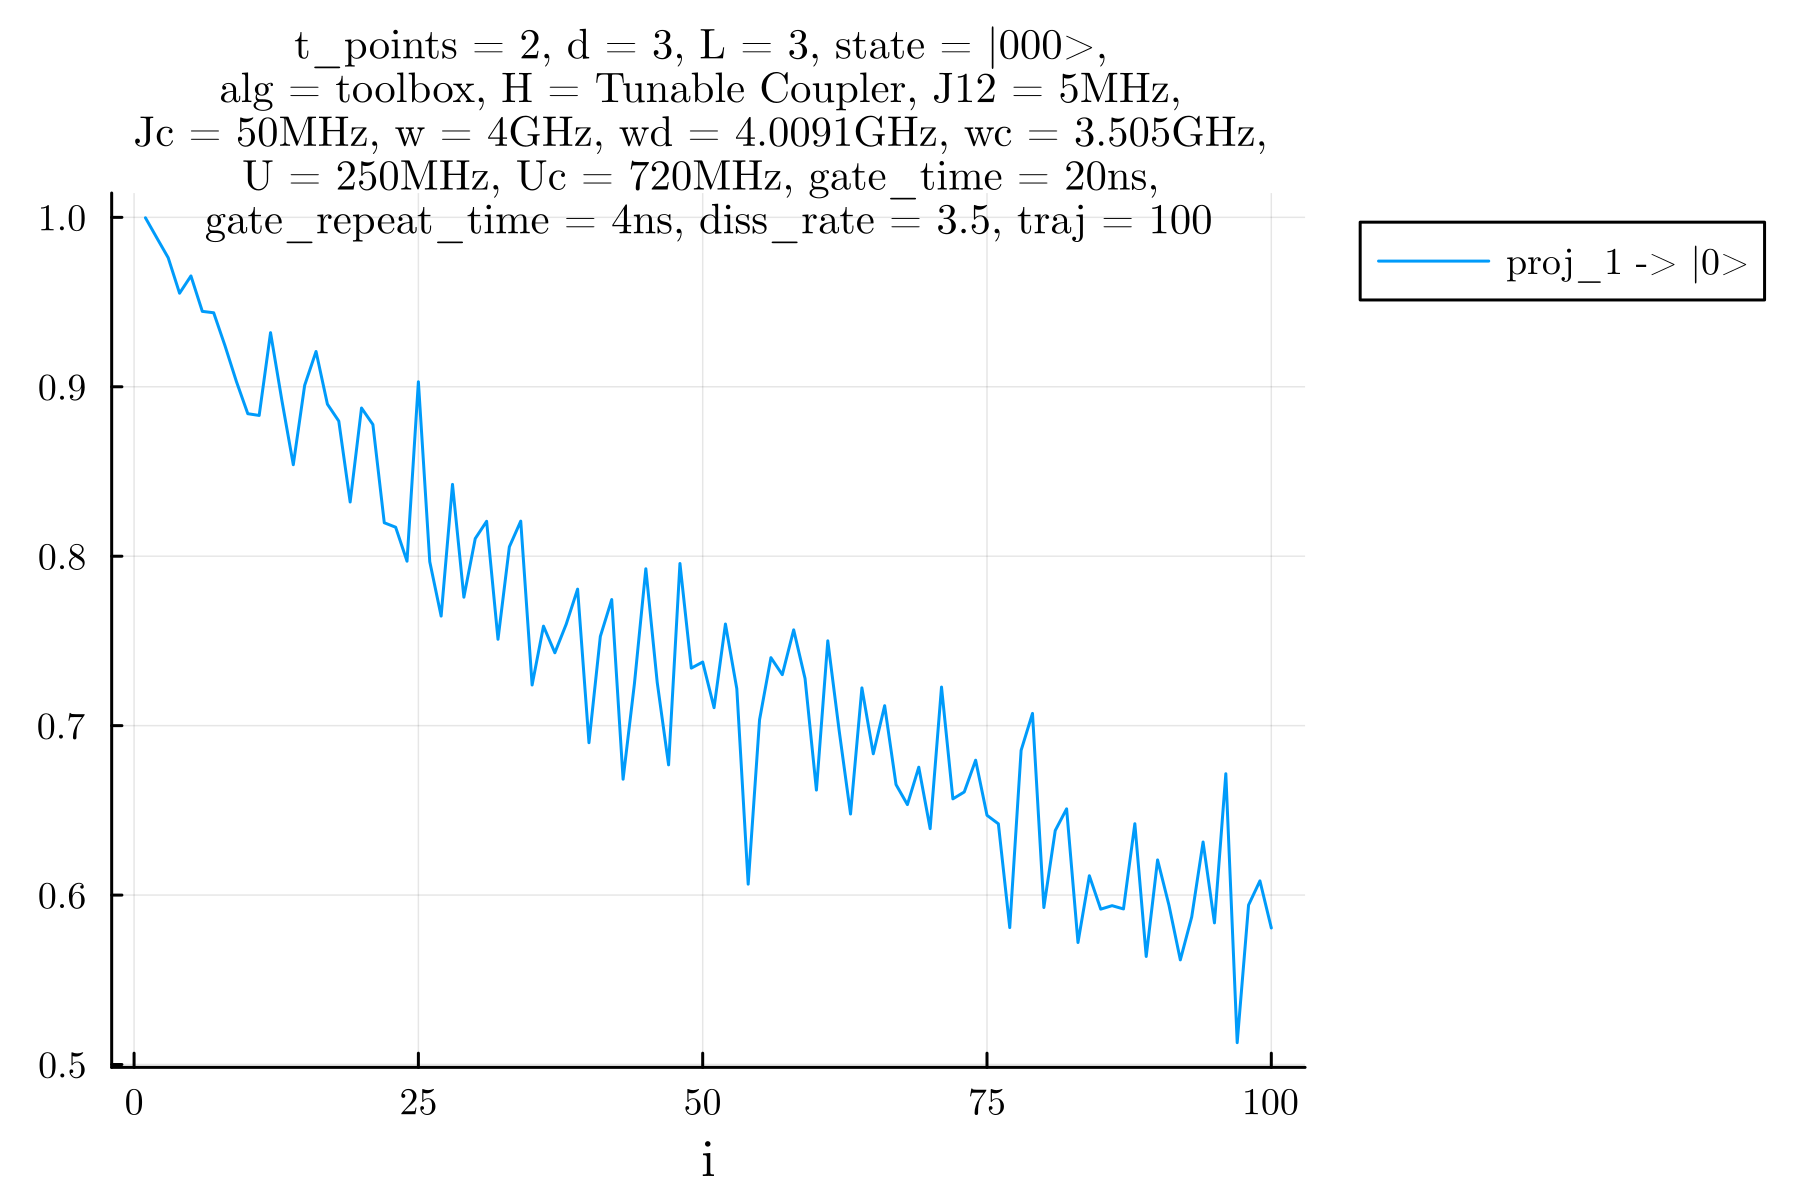 t_points = 2, d = 3, L = 3, state = |000>,
alg = toolbox, H = Tunable Coupler, J12 = 5MHz,
Jc = 50MHz, w = 4GHz, wd = 4.0091GHz, wc = 3.505GHz,
U = 250MHz, Uc = 720MHz, gate_time = 20ns,
gate_repeat_time = 4ns, diss_rate = 3.5, traj = 100
proj_1 -> |0>
1.0
0.9
0.8
0.7
0.6
0.5
0 25 50 75 100
i